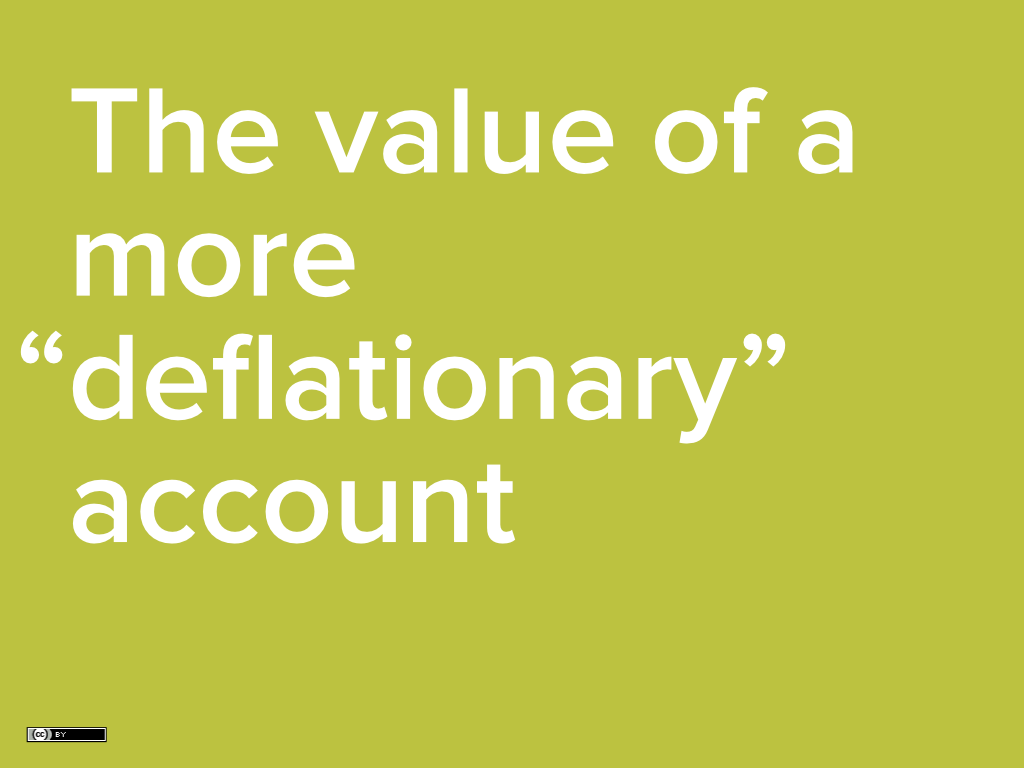 The value of a
more
“deflationary”
account
cc BY